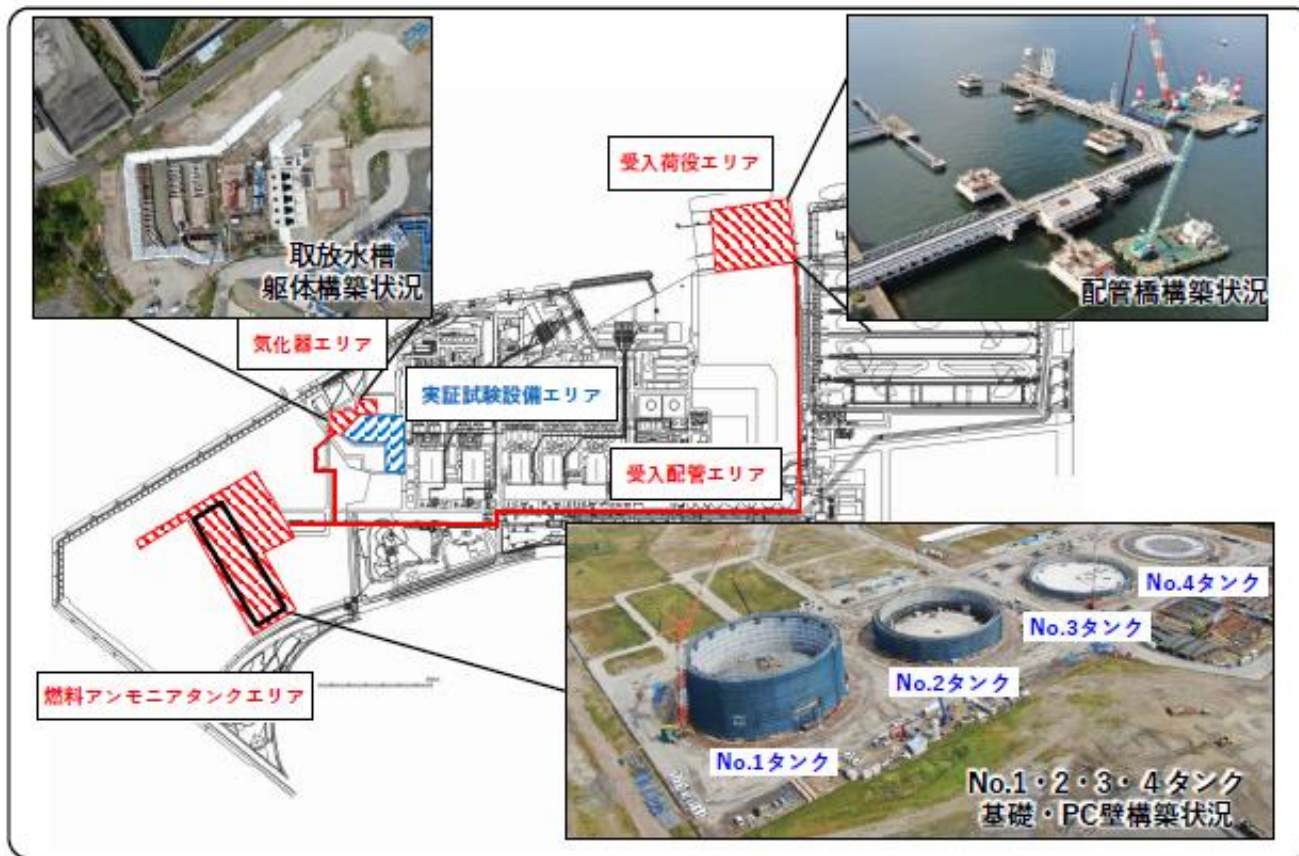 取放水槽
躯体構築状況
受入荷役エリア
配管橋構築状況
気化器エリア
実証試験設備エリア
受入配管エリア
燃料アンモニアタンクエリア
No.4タンク
No.3タンク
No.2タンク
No.1タンク
No.1・2・3・4タンク
基礎・PC壁構築状況